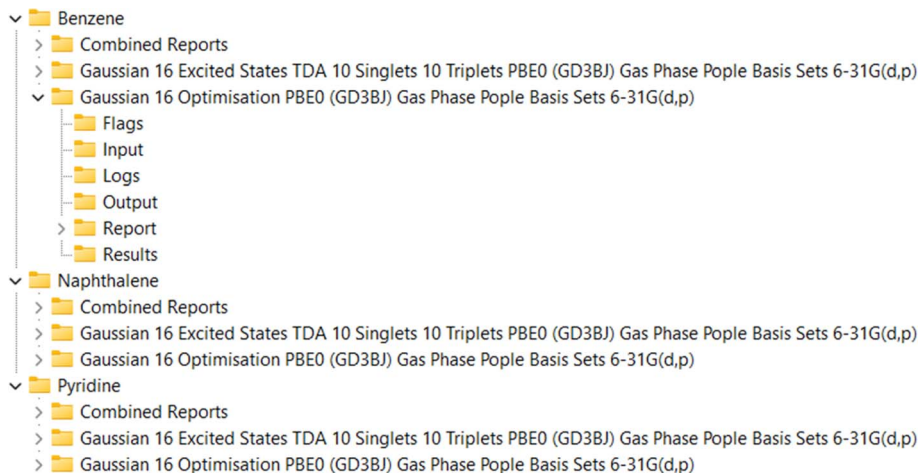 Benzene
Combined Reports
Gaussian 16 Excited States TDA 10 Singlets 10 Triplets PBE0 (GD3BJ) Gas Phase Pople Basis Sets 6-31G(d,p)
Gaussian 16 Optimisation PBE0 (GD3BJ) Gas Phase Pople Basis Sets 6-31G(d,p)
Flags
Input
Logs
Output
Report
Results
Naphthalene
Combined Reports
Gaussian 16 Excited States TDA 10 Singlets 10 Triplets PBE0 (GD3BJ) Gas Phase Pople Basis Sets 6-31G(d,p)
Gaussian 16 Optimisation PBE0 (GD3BJ) Gas Phase Pople Basis Sets 6-31G(d,p)
Pyridine
Combined Reports
Gaussian 16 Excited States TDA 10 Singlets 10 Triplets PBE0 (GD3BJ) Gas Phase Pople Basis Sets 6-31G(d,p)
Gaussian 16 Optimisation PBE0 (GD3BJ) Gas Phase Pople Basis Sets 6-31G(d,p)